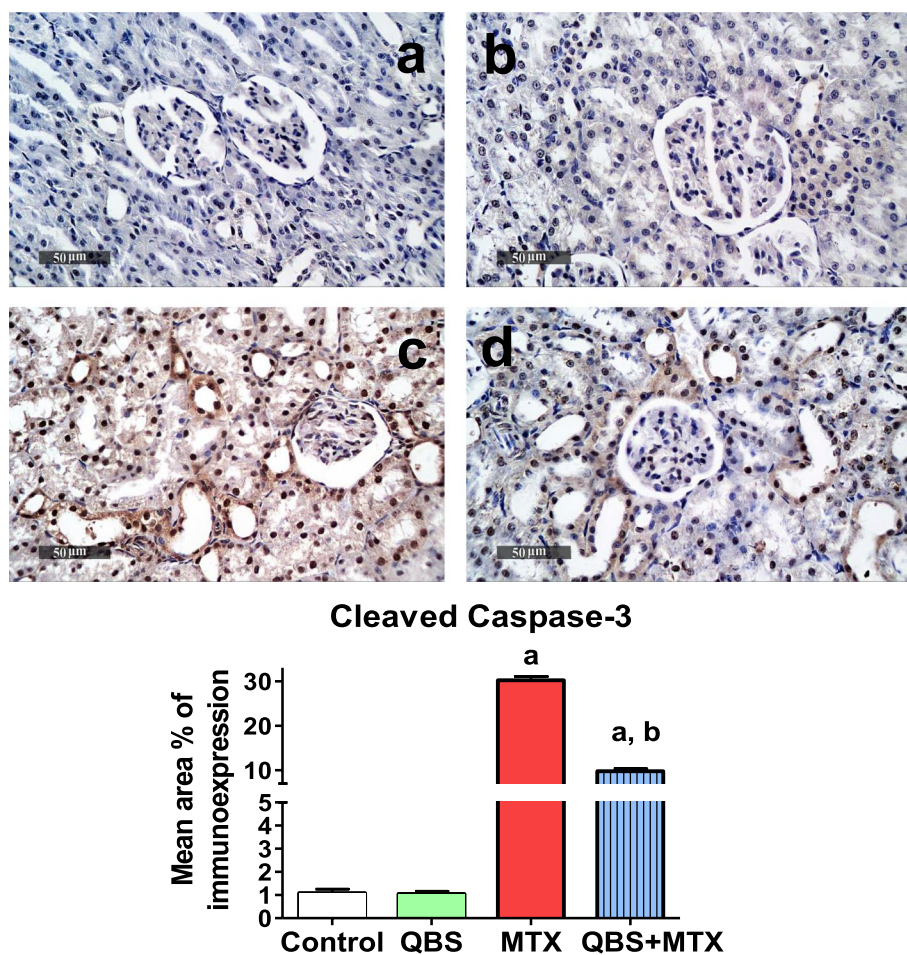 a
b
50 µm
50 µm
c
d
50 µm
50 µm
Cleaved Caspase-3
Mean area % of
immunoexpression
30
20
10
5
4
3
2
1
0
a
a, b
Control
QBS
MTX
QBS+MTX